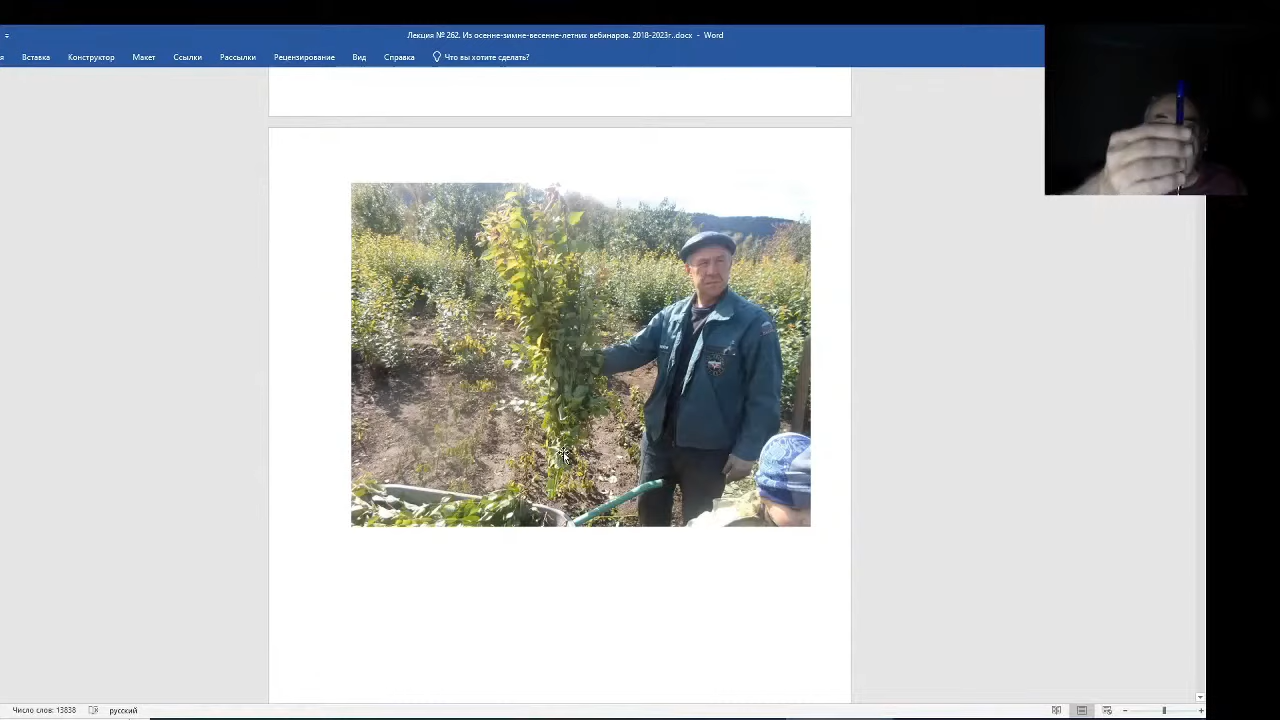 Лекция № 262. Из осенне-зимне-весенне-летних вебинаров. 2018-2023г..docx - Word
я Вставка Конструктор Макет Ссылки Рассылки Рецензирование Вид Справка Что вы хотите сделать?
Число слов: 13838 русский